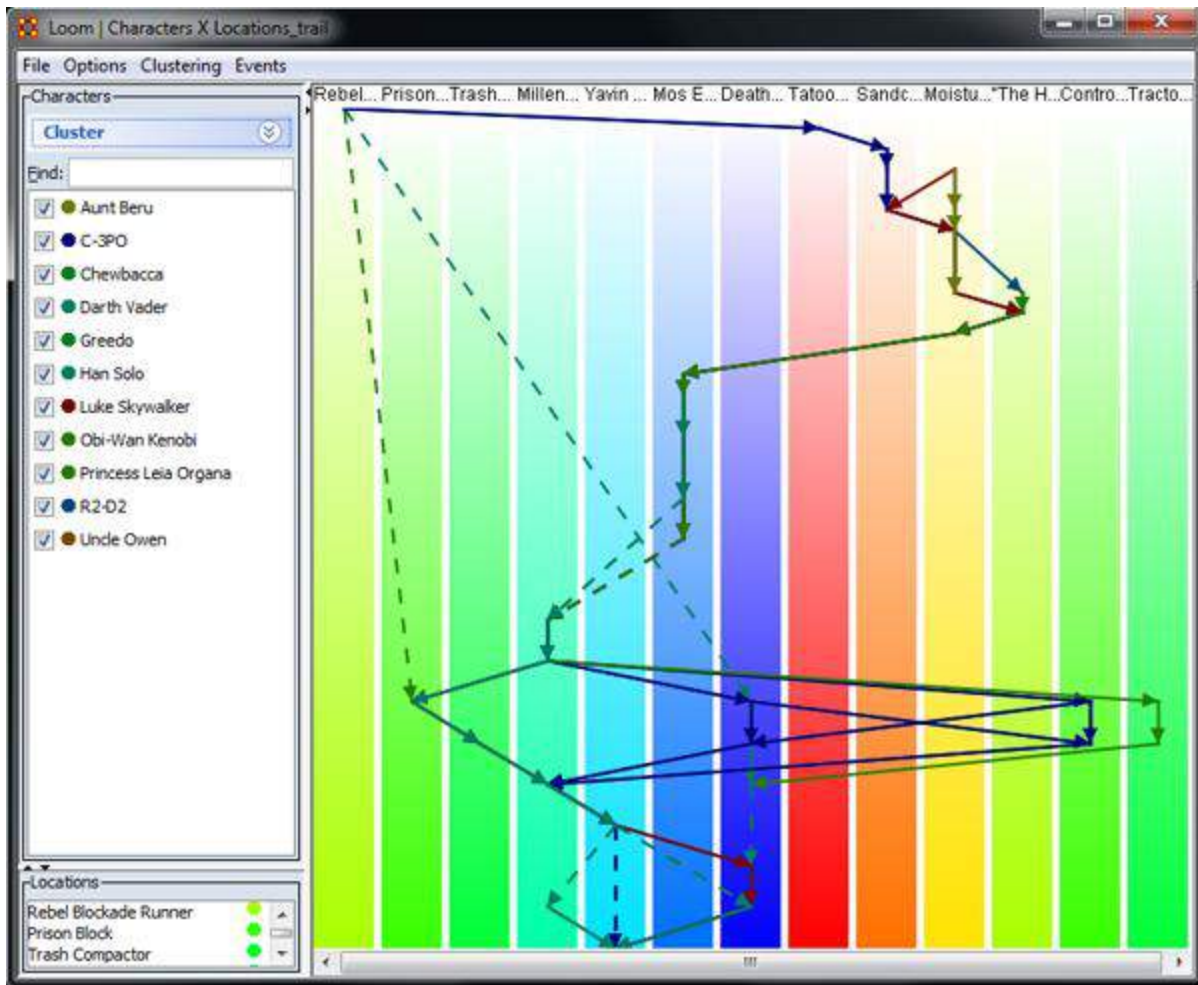 Loom | Characters X Locations_trail
File Options Clustering Events
Characters
Cluster
Find:
Aunt Beru
C-3PO
Chewbacca
Darth Vader
Greedo
Han Solo
Luke Skywalker
Obi-Wan Kenobi
Princess Leia Organa
R2-D2
Uncle Owen
Locations
Rebel Blockade Runner
Prison Block
Trash Compactor
Rebel... Prison... Trash... Millen... Yavin ... Mos E... Death... Tatoo... Sandc... Moistu... "The H... Contro... Tracto...